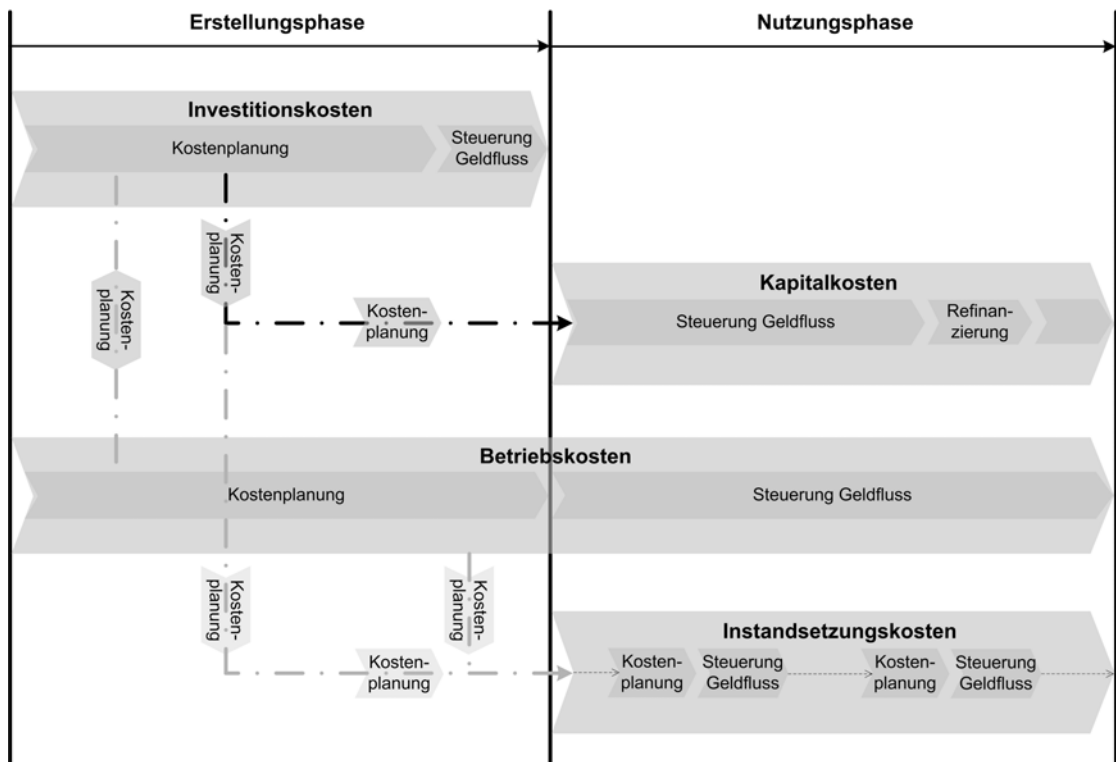 Erstellungsphase
Nutzungsphase
Investitionskosten
Kostenplanung
Steuerung
Geldfluss
Kosten-
planung
Kosten-
planung
Kosten-
planung
Kapitalkosten
Steuerung Geldfluss
Refinan-
zierung
Betriebskosten
Kostenplanung
Steuerung Geldfluss
Kosten-
planung
Kosten-
planung
Kosten-
planung
Instandsetzungskosten
Kosten-
planung
Steuerung
Geldfluss
Kosten-
planung
Steuerung
Geldfluss